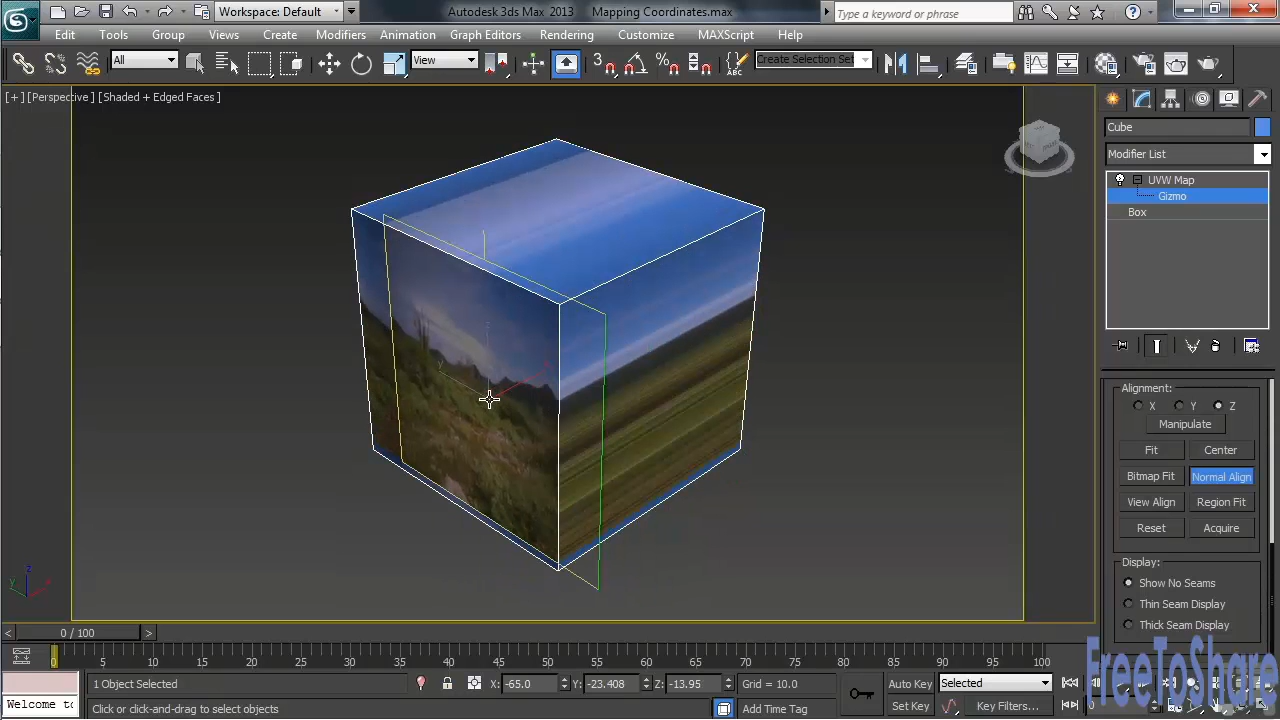 Workspace: Default
Autodesk 3ds Max 2013 Mapping Coordinates.max
Type a keyword or phrase
Edit Tools Group Views Create Modifiers Animation Graph Editors Rendering Customize MAXScript Help
All
View
3
ABC
Create Selection Set
[+] [Perspective] [Shaded + Edged Faces]
Cube
Modifier List
UVW Map
Gizmo
Box
Alignment:
X Y Z
Manipulate
Fit Center
Bitmap Fit Normal Align
View Align Region Fit
Reset Acquire
Display:
Show No Seams
Thin Seam Display
Thick Seam Display
z
y
x
< 0 / 100 >
0 5 10 15 20 25 30 35 40 45 50 55 60 65 70 75 80 85 90 95 100
1 Object Selected
X: -65.0 Y: -23.408 Z: -13.95 Grid = 10.0
Auto Key Selected
Welcome to
Click or click-and-drag to select objects
Add Time Tag
Set Key Key Filters...
0
FreeToShare